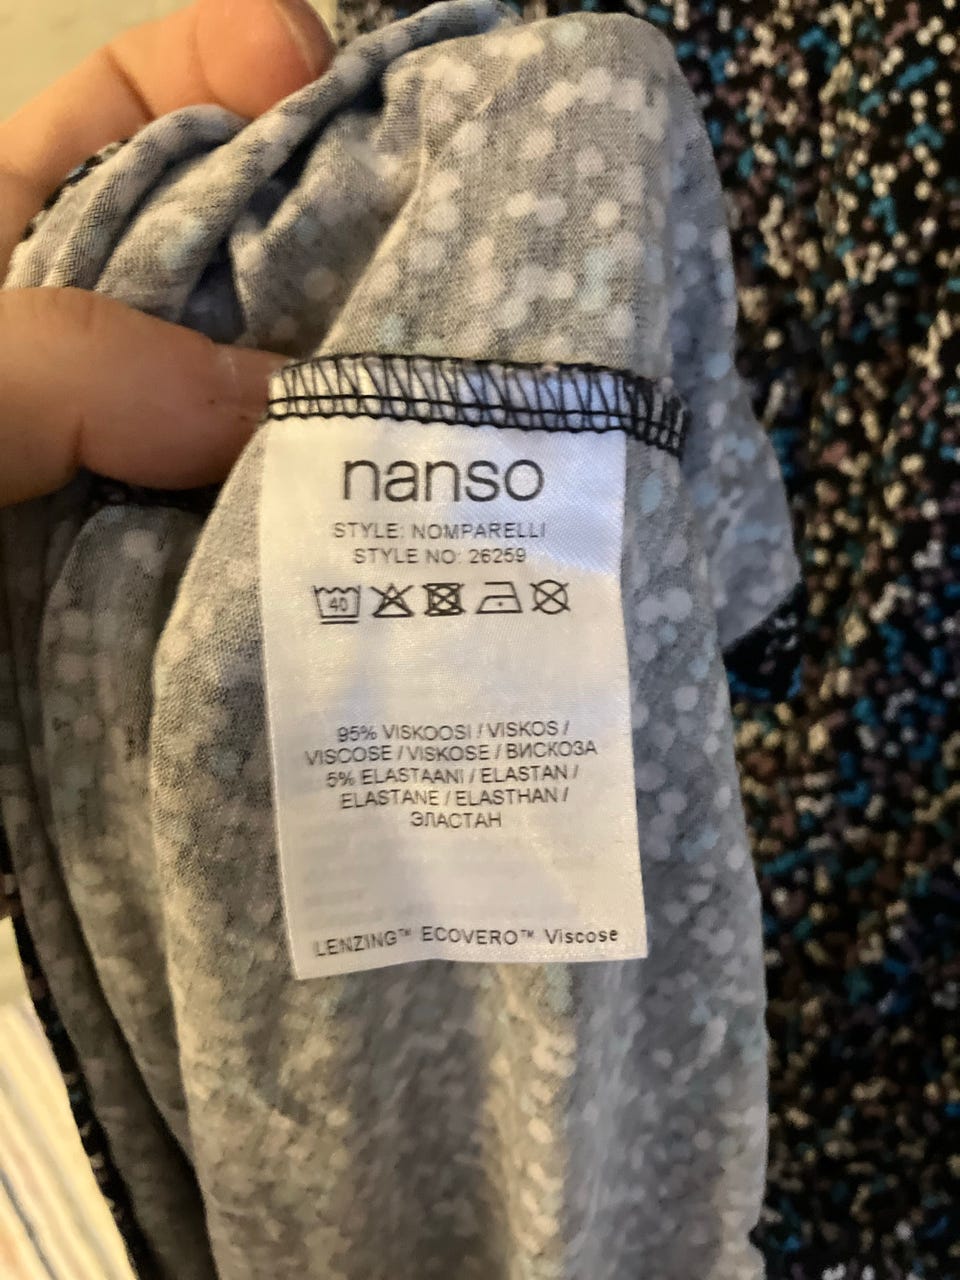 nanso
STYLE: NOMPARELLI
STYLE NO: 26259
40
95% VISKOOSI / VISKOS /
VISCOSE / VISKOSE / ВИСКОЗА
5% ELASTAANI / ELASTAN /
ELASTANE / ELASTHAN /
ЭЛАСТАН
LENZING™ ECOVERO™ Viscose